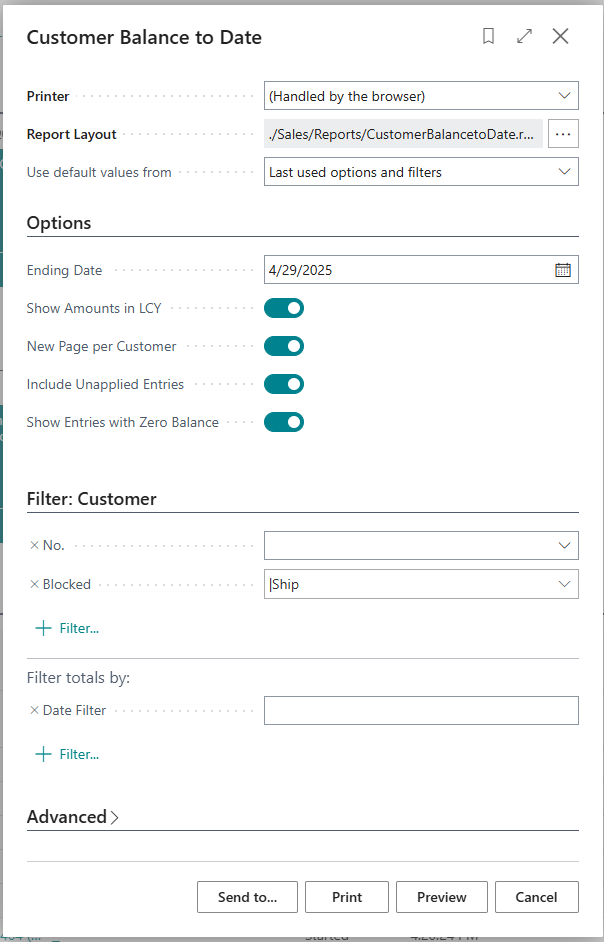 Customer Balance to Date
Printer
(Handled by the browser)
Report Layout
./Sales/Reports/CustomerBalancetoDate.r...
Use default values from
Last used options and filters
Options
Ending Date
4/29/2025
Show Amounts in LCY
New Page per Customer
Include Unapplied Entries
Show Entries with Zero Balance
Filter: Customer
No.
Blocked
|Ship
Filter...
Filter totals by:
Date Filter
Filter...
Advanced
Send to...
Print
Preview
Cancel